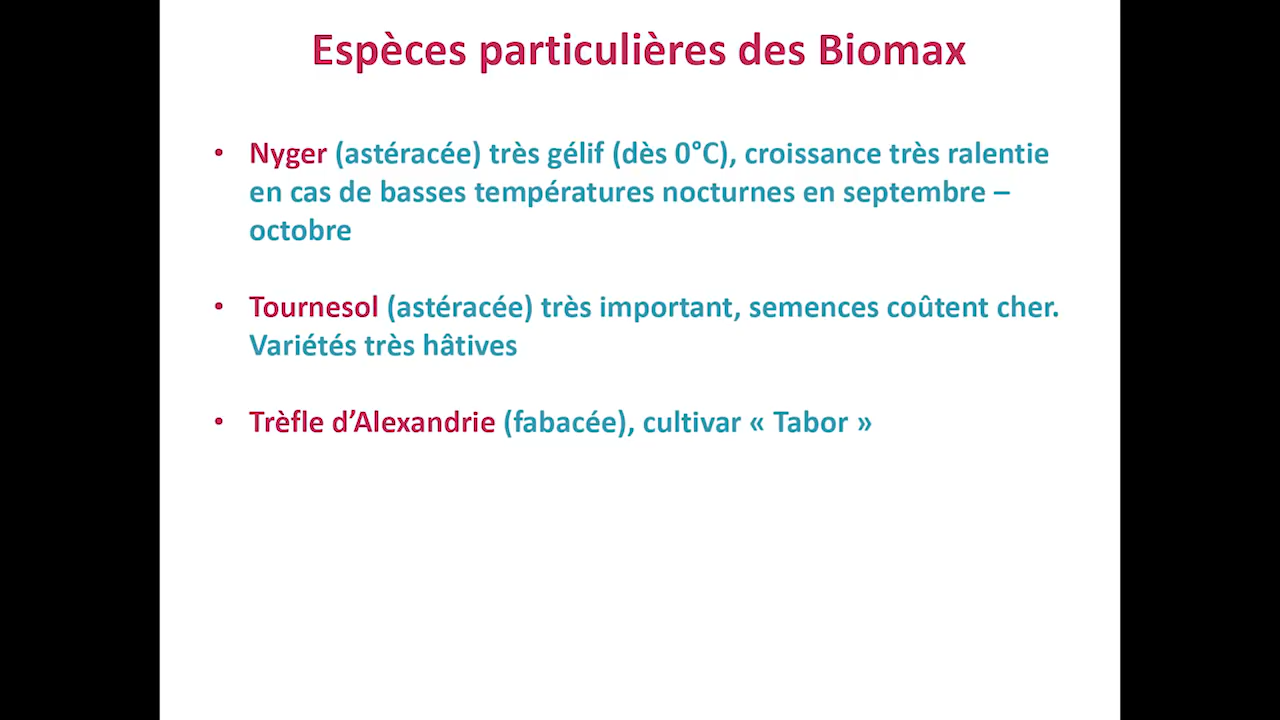 Espèces particulières des Biomax
• Nyger (astéracée) très gélif (dès 0°C), croissance très ralentie
en cas de basses températures nocturnes en septembre –
octobre
• Tournesol (astéracée) très important, semences coûtent cher.
Variétés très hâtives
• Trèfle d’Alexandrie (fabacée), cultivar « Tabor »